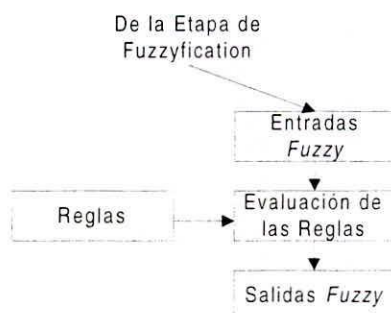 De la Etapa de
Fuzzyfication
Entradas
Fuzzy
Reglas
Evaluación de
las Reglas
Salidas Fuzzy